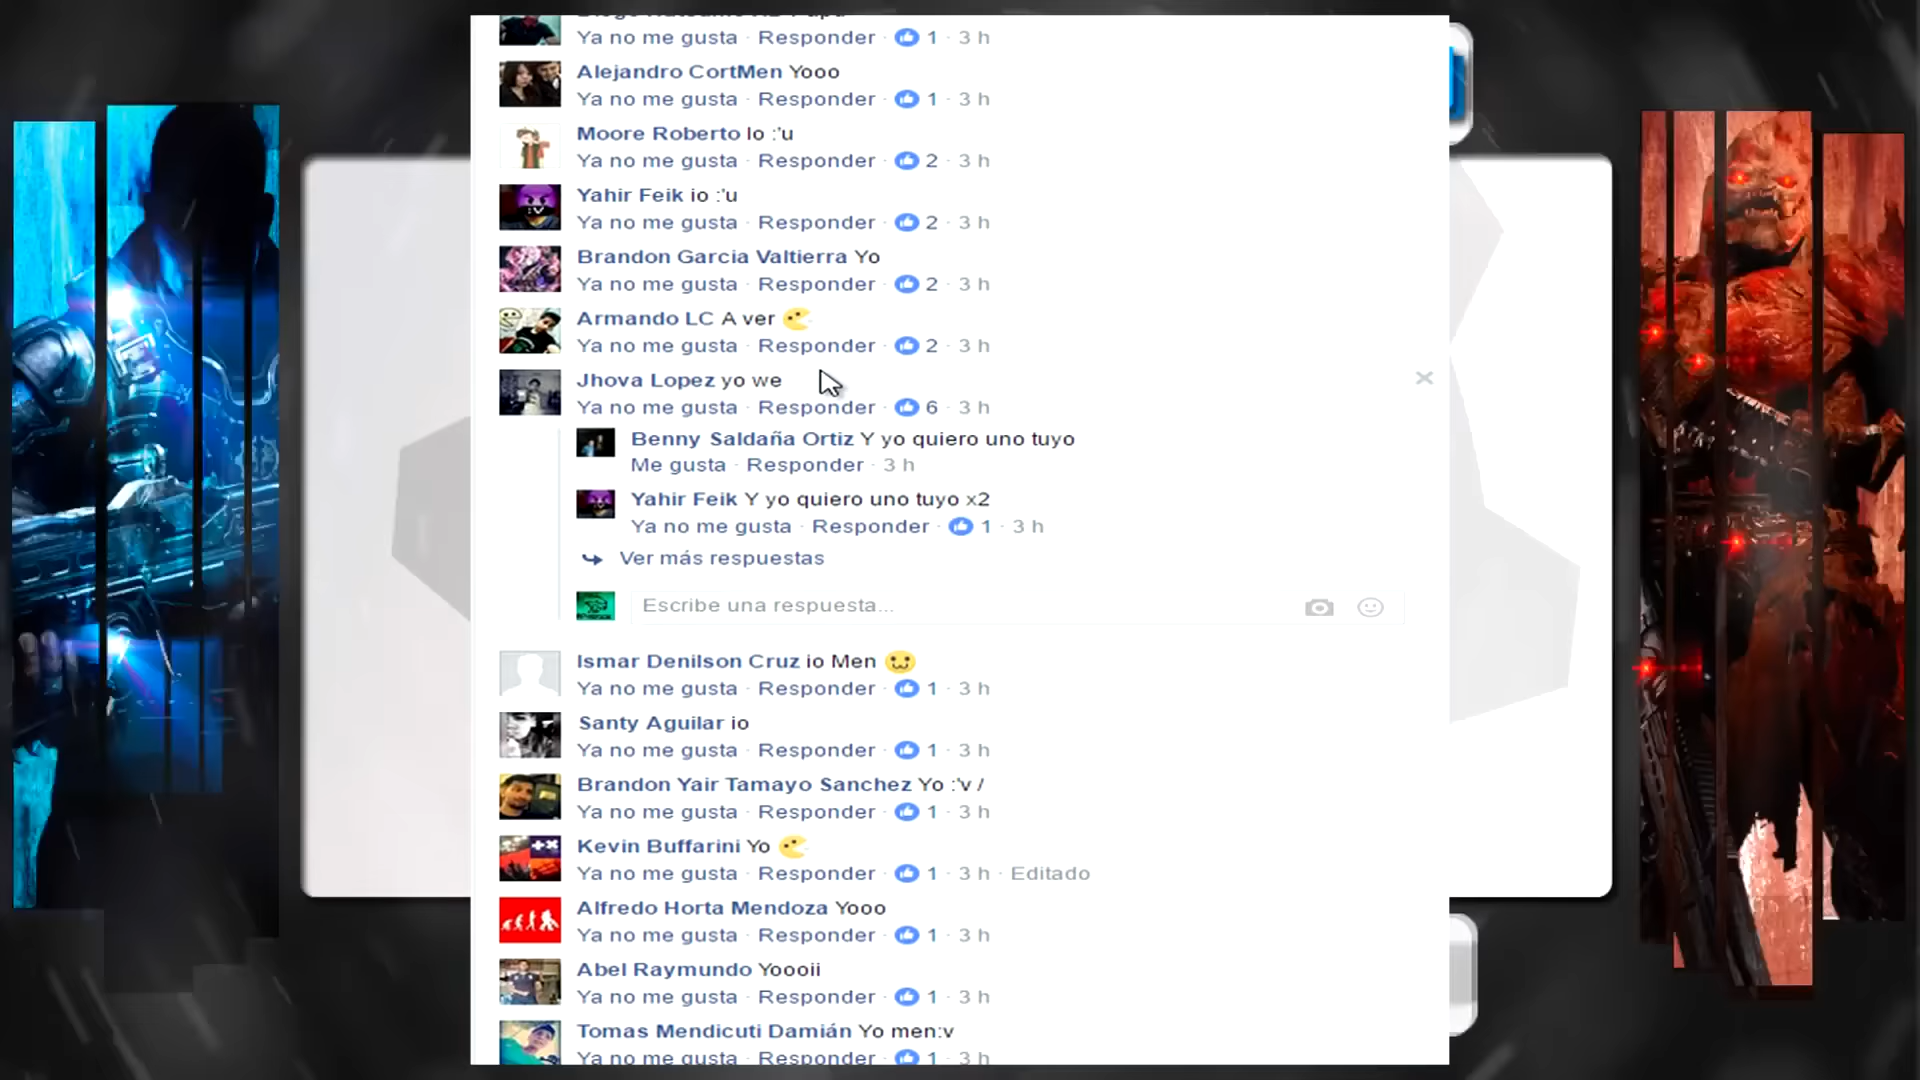 Ya no me gusta · Responder · 1 · 3 h
Alejandro CortMen Yooo
Ya no me gusta · Responder · 1 · 3 h
Moore Roberto Io :'u
Ya no me gusta · Responder · 2 · 3 h
Yahir Feik io :'u
Ya no me gusta · Responder · 2 · 3 h
Brandon Garcia Valtierra Yo
Ya no me gusta · Responder · 2 · 3 h
Armando LC A ver
Ya no me gusta · Responder · 2 · 3 h
Jhova Lopez yo we
Ya no me gusta · Responder · 6 · 3 h
Benny Saldaña Ortiz Y yo quiero uno tuyo
Me gusta · Responder · 3 h
Yahir Feik Y yo quiero uno tuyo x2
Ya no me gusta · Responder · 1 · 3 h
Ver más respuestas
Escribe una respuesta...
Ismar Denilson Cruz io Men
Ya no me gusta · Responder · 1 · 3 h
Santy Aguilar io
Ya no me gusta · Responder · 1 · 3 h
Brandon Yair Tamayo Sanchez Yo :'v /
Ya no me gusta · Responder · 1 · 3 h
Kevin Buffarini Yo
Ya no me gusta · Responder · 1 · 3 h · Editado
Alfredo Horta Mendoza Yooo
Ya no me gusta · Responder · 1 · 3 h
Abel Raymundo Yoooii
Ya no me gusta · Responder · 1 · 3 h
Tomas Mendicuti Damián Yo men:v
Ya no me gusta · Responder · 1 · 3 h